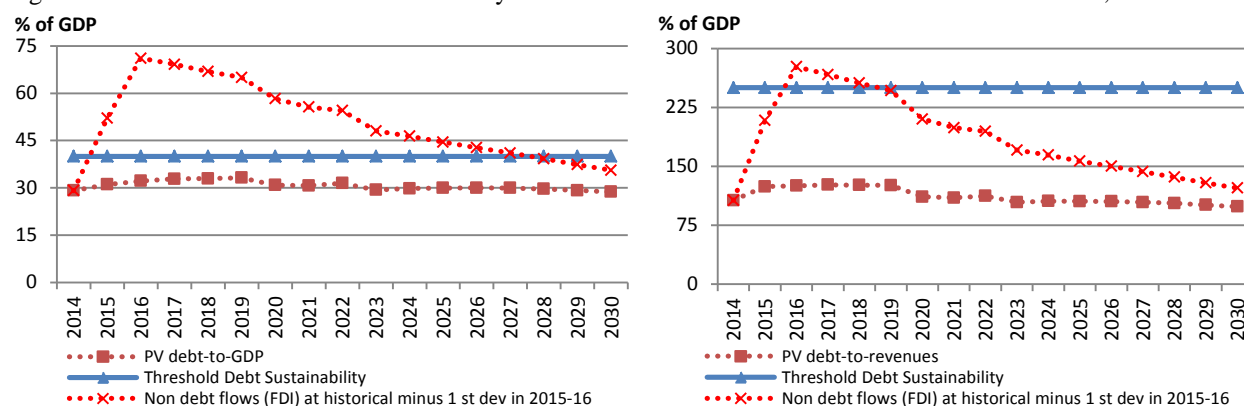 % of GDP
75
60
45
30
15
0
2014 2015 2016 2017 2018 2019 2020 2021 2022 2023 2024 2025 2026 2027 2028 2029 2030
PV debt-to-GDP
Threshold Debt Sustainability
Non debt flows (FDI) at historical minus 1 st dev in 2015-16
% of GDP
300
225
150
75
0
2014 2015 2016 2017 2018 2019 2020 2021 2022 2023 2024 2025 2026 2027 2028 2029 2030
PV debt-to-revenues
Threshold Debt Sustainability
Non debt flows (FDI) at historical minus 1 st dev in 2015-16